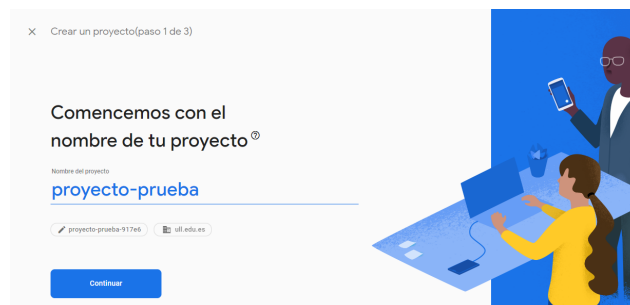 Crear un proyecto(paso 1 de 3)
Comencemos con el
nombre de tu proyecto
Nombre del proyecto
proyecto-prueba
proyecto-prueba-917e6
ull.edu.es
Continuar